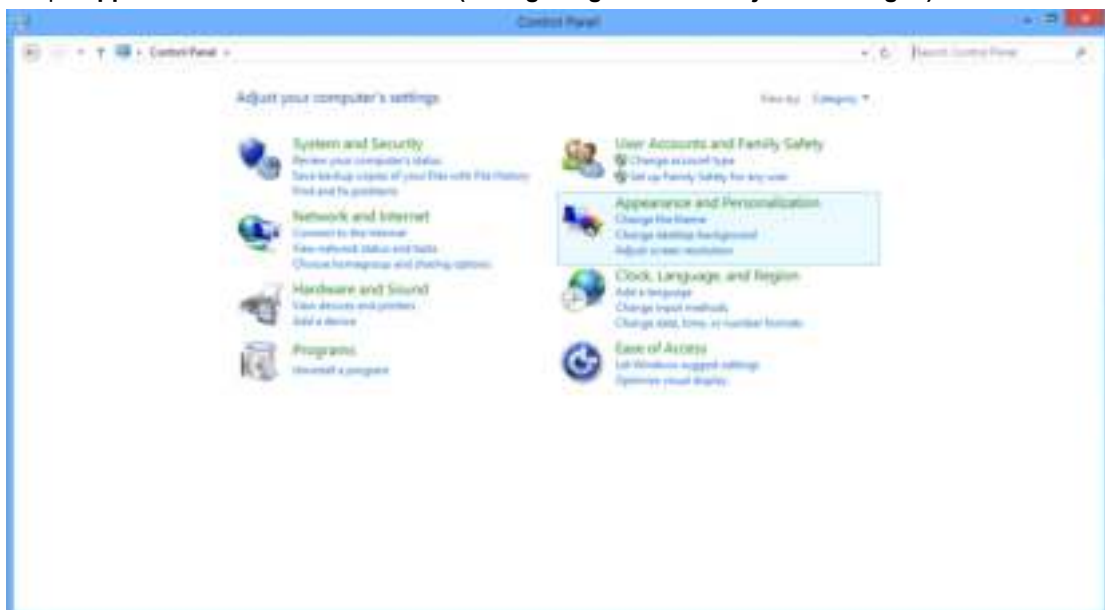 Control Panel
Control Panel
Search Control Panel
Adjust your computer's settings
View by: Category
System and Security
Review your computer's status
Save backup copies of your files with File History
Find and fix problems
User Accounts and Family Safety
Change account type
Set up Family Safety for any user
Network and Internet
Connect to the Internet
View network status and tasks
Choose homegroup and sharing options
Appearance and Personalization
Change the theme
Change desktop background
Adjust screen resolution
Hardware and Sound
View devices and printers
Add a device
Clock, Language, and Region
Add a language
Change input methods
Change date, time, or number formats
Programs
Uninstall a program
Ease of Access
Let Windows suggest settings
Optimize visual display